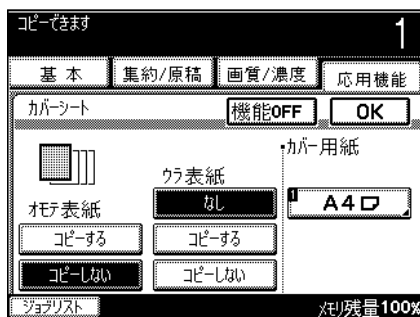 コピーできます
1
基本 集約/原稿 画質/濃度 応用機能
カバーシート 機能OFF OK
カバー用紙
ウラ表紙
オモテ表紙 なし 1 A4
コピーする コピーする
コピーしない コピーしない
ジョブリスト メモリ残量100%